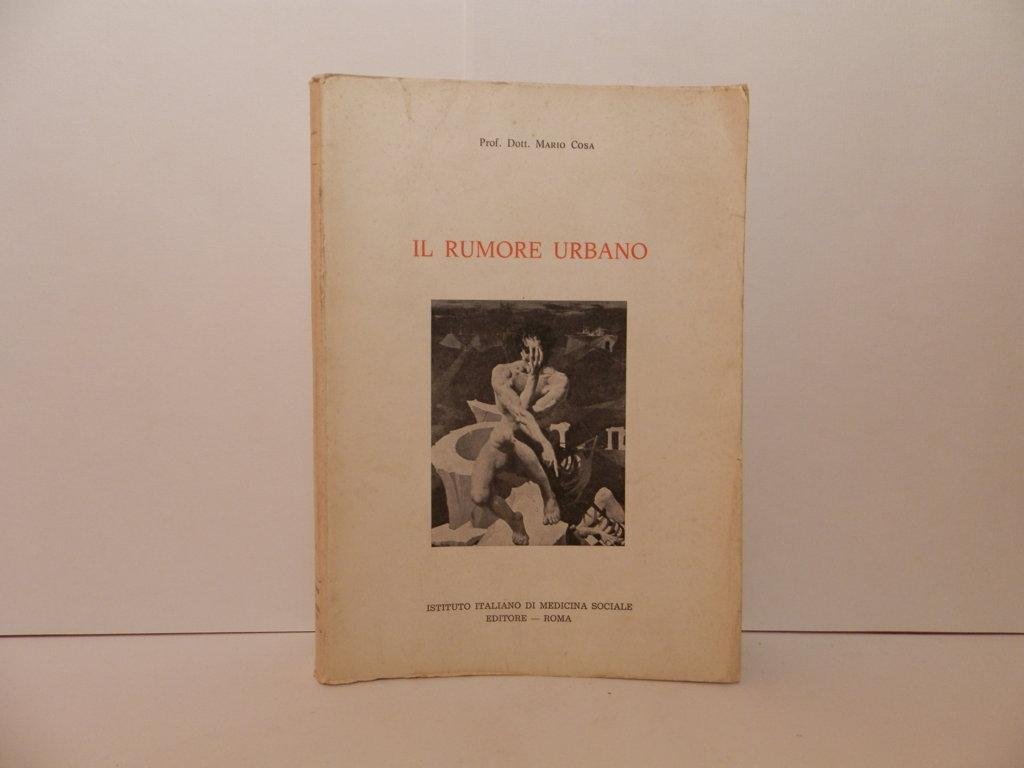 Prof. Dott. MARIO COSA
IL RUMORE URBANO
ISTITUTO ITALIANO DI MEDICINA SOCIALE
EDITORE — ROMA